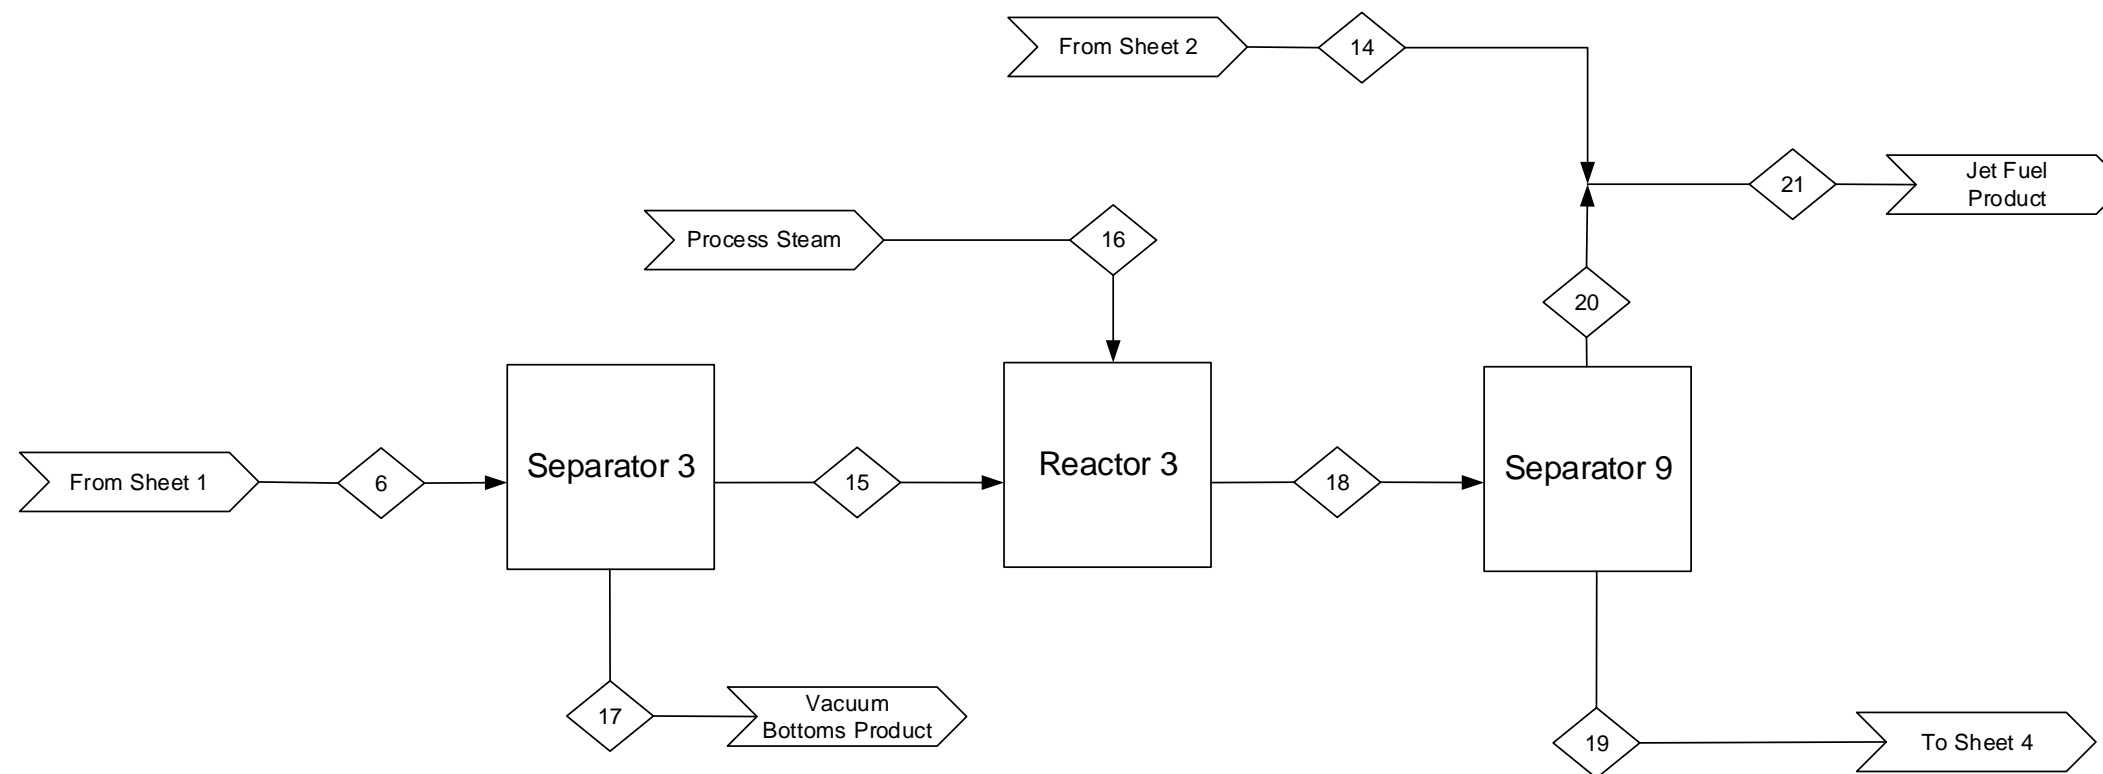 From Sheet 2
14
Jet Fuel
Product
21
Process Steam
16
20
Separator 3
Reactor 3
Separator 9
From Sheet 1
6
15
18
17
Vacuum
Bottoms Product
19
To Sheet 4